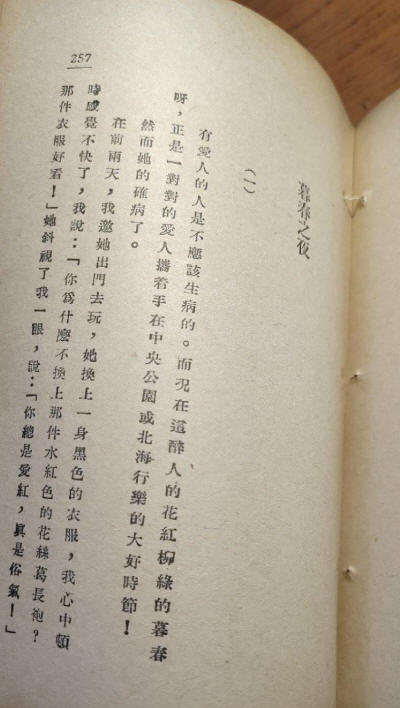 暮春之夜
(一)
有愛人的人是不應該生病的。而况在這醉人的花紅柳綠的暮春
呀,正是一對對的愛人攜着手在中央公園或北海行樂的大好時節!
然而她的確病了。
在前兩天,我邀她出門去玩,她換上一身黑色的衣服,我心中頓
時感覺不快了,我說:「你爲什麼不換上那件水紅色的花絲葛長袍?
那件衣服好看!」她斜視了我一眼,說:「你總是愛紅,眞是俗氣!」
257